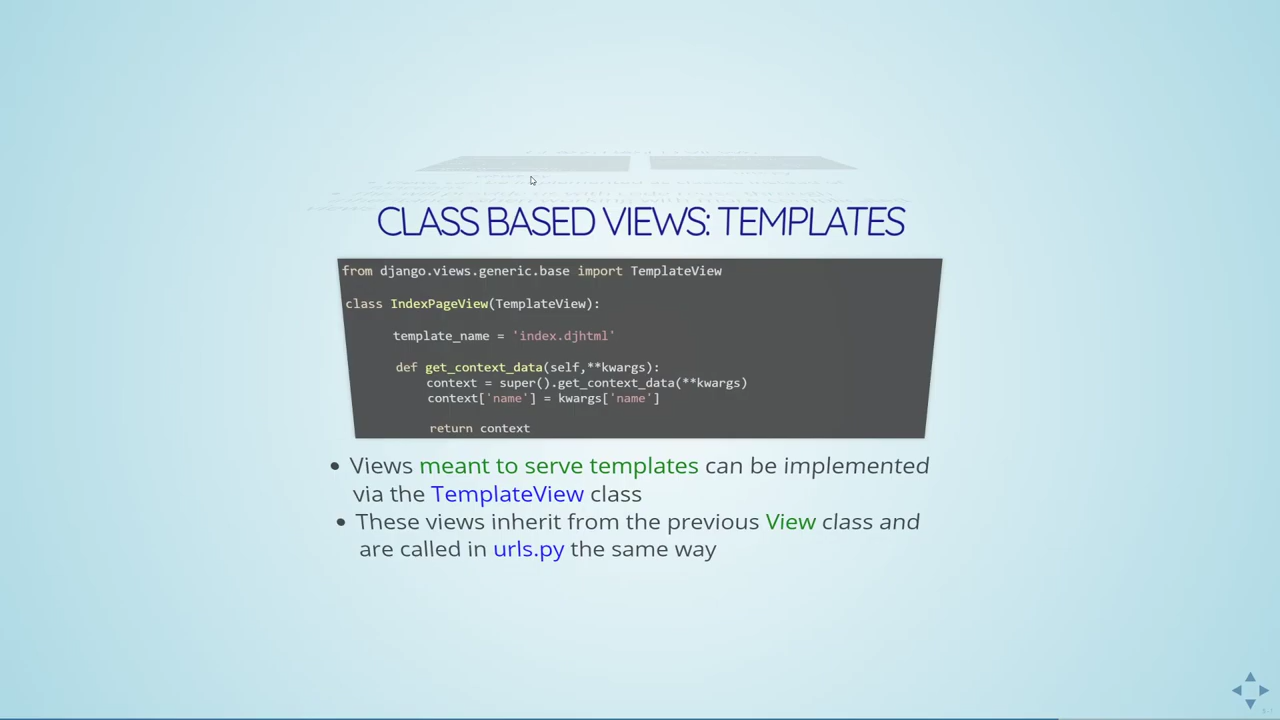 CLASS BASED VIEWS: TEMPLATES
from django.views.generic.base import TemplateView
class IndexPageView(TemplateView):
template_name = 'index.djhtml'
def get_context_data(self,**kwargs):
context = super().get_context_data(**kwargs)
context['name'] = kwargs['name']
return context
• Views meant to serve templates can be implemented
via the TemplateView class
• These views inherit from the previous View class and
are called in urls.py the same way